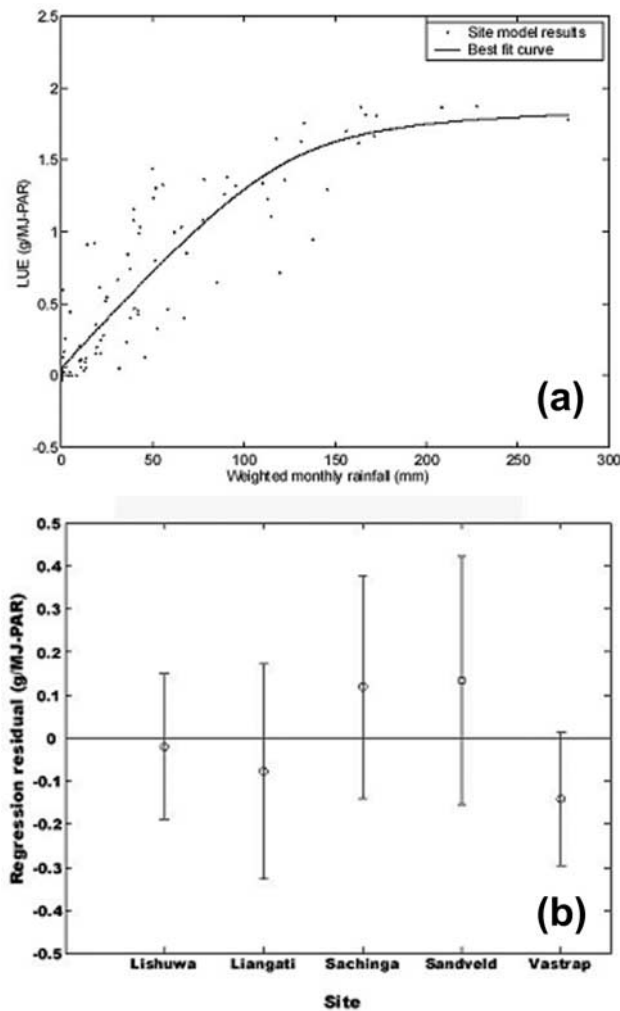 Site model results
Best fit curve
2.5
2
1.5
1
0.5
0
-0.5
LUE (g/MJ-PAR)
(a)
0 50 100 150 200 250 300
Weighted monthly rainfall (mm)
0.5
0.4
0.3
0.2
0.1
0
-0.1
-0.2
-0.3
-0.4
-0.5
Regression residual (g/MJ-PAR)
(b)
Lishuwa Liangati Sachinga Sandveld Vastrap
Site